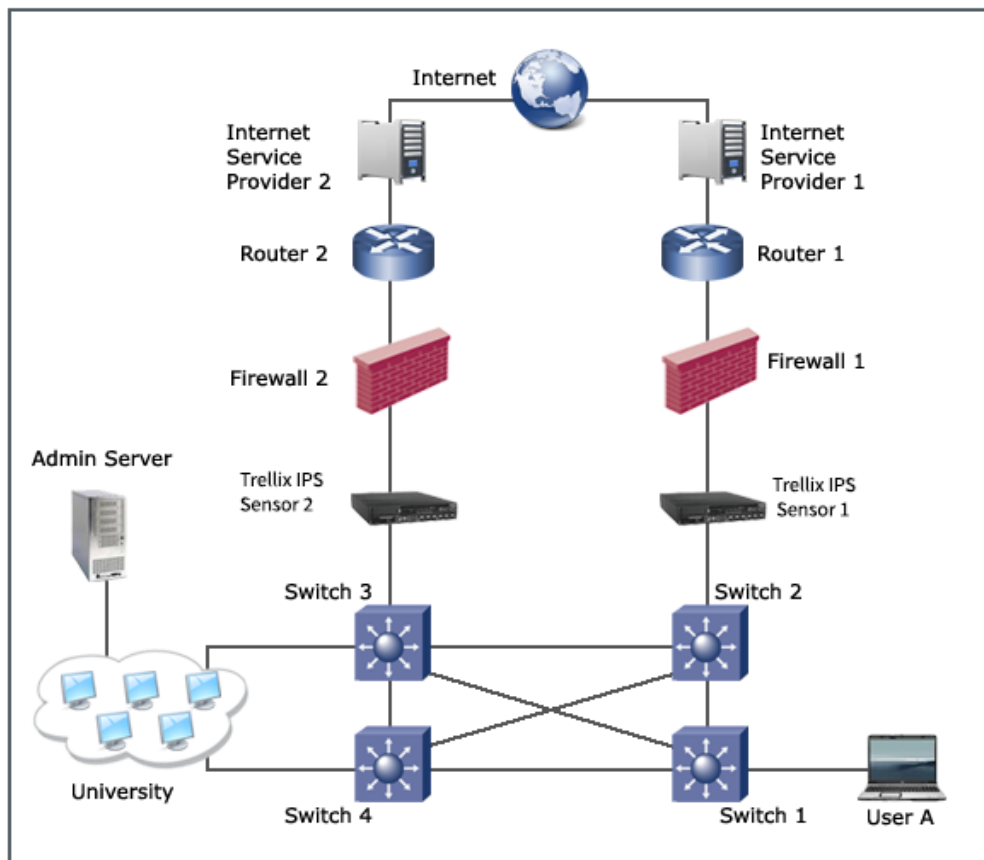 Internet
Internet
Service
Provider 2
Internet
Service
Provider 1
Router 2
Router 1
Firewall 2
Firewall 1
Admin Server
Trellix IPS
Sensor 2
Trellix IPS
Sensor 1
Switch 3
Switch 2
University
Switch 4
Switch 1
User A